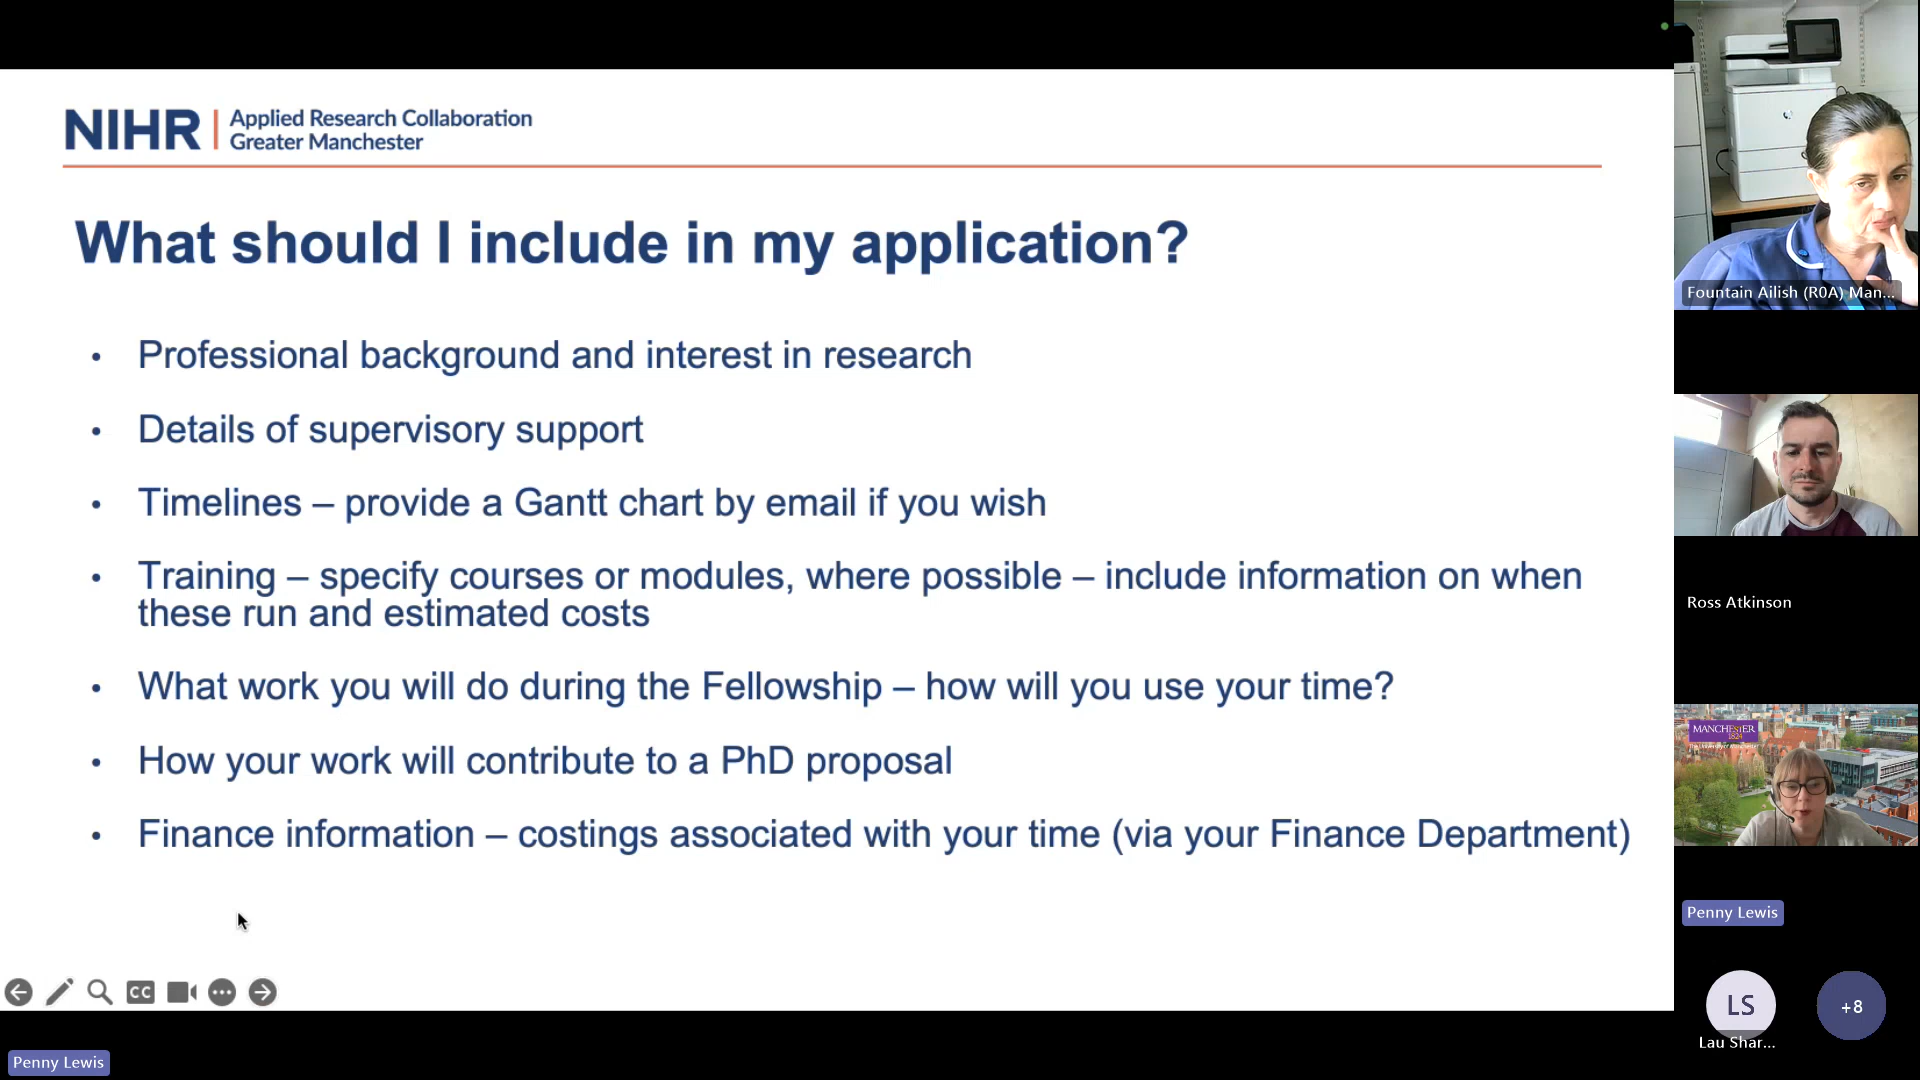 NIHR
Applied Research Collaboration
Greater Manchester
What should I include in my application?
• Professional background and interest in research
• Details of supervisory support
• Timelines – provide a Gantt chart by email if you wish
• Training – specify courses or modules, where possible – include information on when
these run and estimated costs
• What work you will do during the Fellowship – how will you use your time?
• How your work will contribute to a PhD proposal
• Finance information – costings associated with your time (via your Finance Department)
CC
Penny Lewis
Fountain Ailish (R0A) Man...
Ross Atkinson
MANCHESTER
1824
Penny Lewis
LS
+8
Lau Shar...